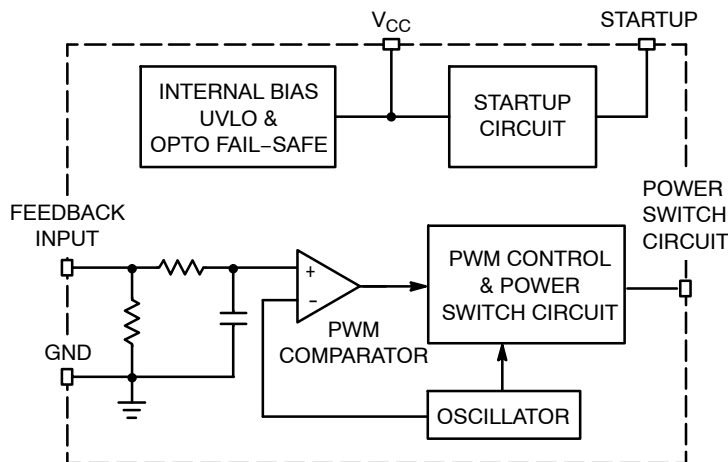 VCC
STARTUP
INTERNAL BIAS
UVLO &
OPTO FAIL−SAFE
STARTUP
CIRCUIT
POWER
SWITCH
CIRCUIT
FEEDBACK
INPUT
PWM CONTROL
& POWER
SWITCH CIRCUIT
+
−
PWM
COMPARATOR
GND
OSCILLATOR